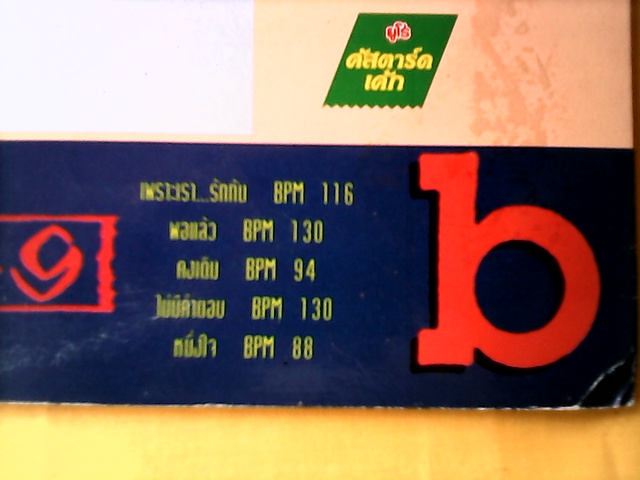 ยูโร่
คัสตาร์ด
เค้ก
เพราะเรา...รักกัน BPM 116
พอแล้ว BPM 130
คงเดิม BPM 94
ไม่มีคำตอบ BPM 130
หนึ่งใจ BPM 88
b